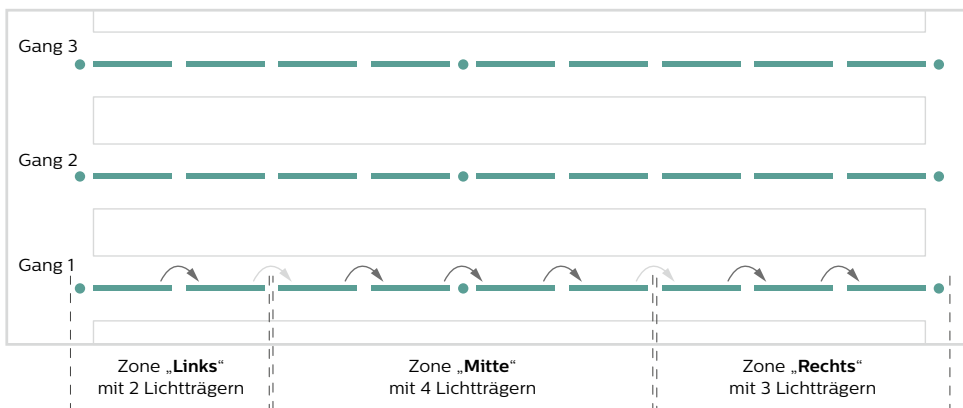 Gang 3
Gang 2
Gang 1
Zone „Links“
mit 2 Lichtträgern
Zone „Mitte“
mit 4 Lichtträgern
Zone „Rechts“
mit 3 Lichtträgern